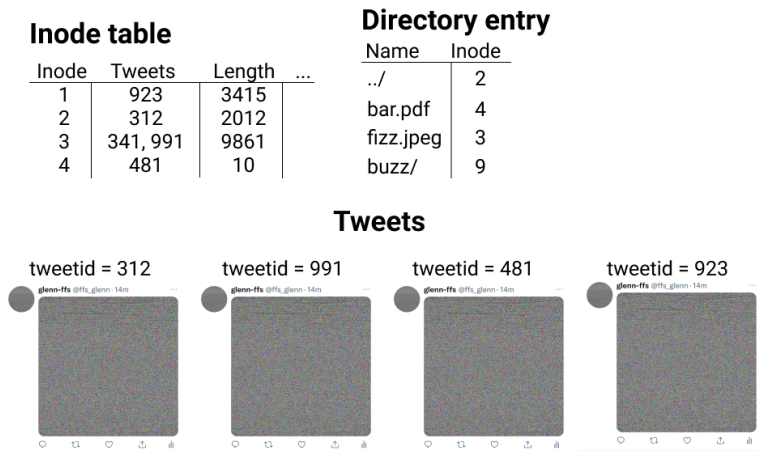 Inode table
Inode Tweets Length ...
1 923 3415
2 312 2012
3 341, 991 9861
4 481 10
Directory entry
Name Inode
../ 2
bar.pdf 4
fizz.jpeg 3
buzz/ 9
Tweets
tweetid = 312
glenn-ffs @ffs_glenn · 14m ...
tweetid = 991
glenn-ffs @ffs_glenn · 14m ...
tweetid = 481
glenn-ffs @ffs_glenn · 14m ...
tweetid = 923
glenn-ffs @ffs_glenn · 14m ...